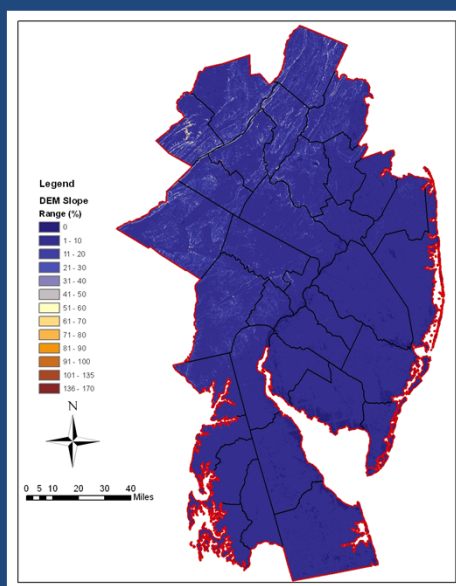 Legend
DEM Slope
Range (%)
0
1 - 10
11 - 20
21 - 30
31 - 40
41 - 50
51 - 60
61 - 70
71 - 80
81 - 90
91 - 100
101 - 135
136 - 170
N
0 5 10 20 30 40
Miles